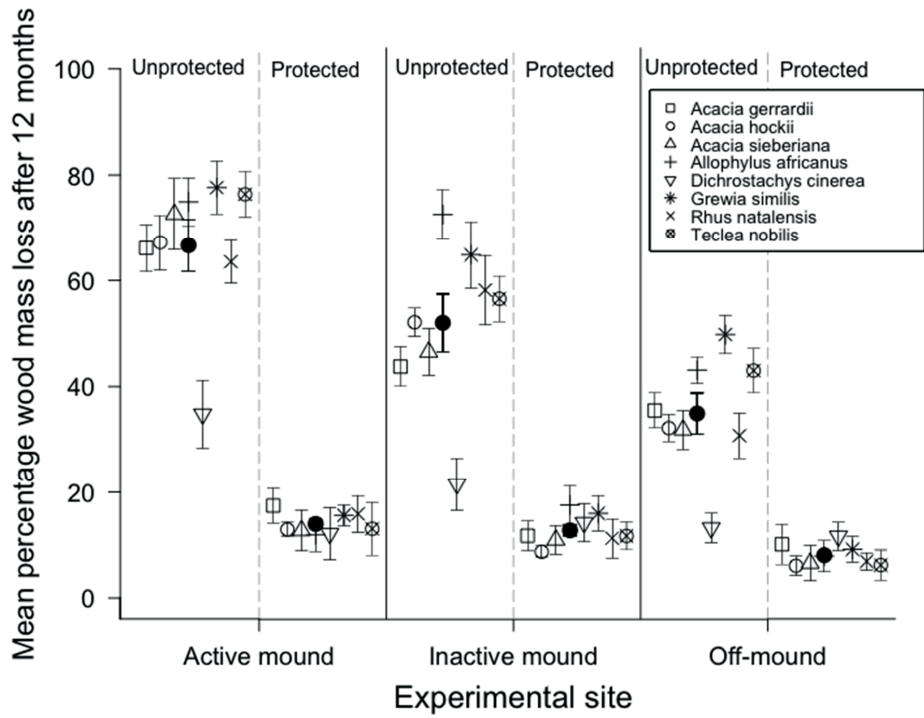 Mean percentage wood mass loss after 12 months
100
80
60
40
20
0
Unprotected
Protected
Unprotected
Protected
Unprotected
Protected
Acacia gerrardii
Acacia hockii
Acacia sieberiana
Allophylus africanus
Dichrostachys cinerea
Grewia similis
Rhus natalensis
Teclea nobilis
Active mound
Inactive mound
Off-mound
Experimental site